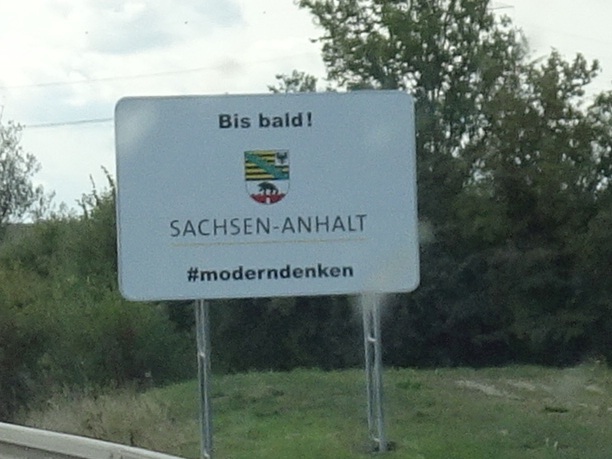 Bis bald!
SACHSEN-ANHALT
#moderndenken